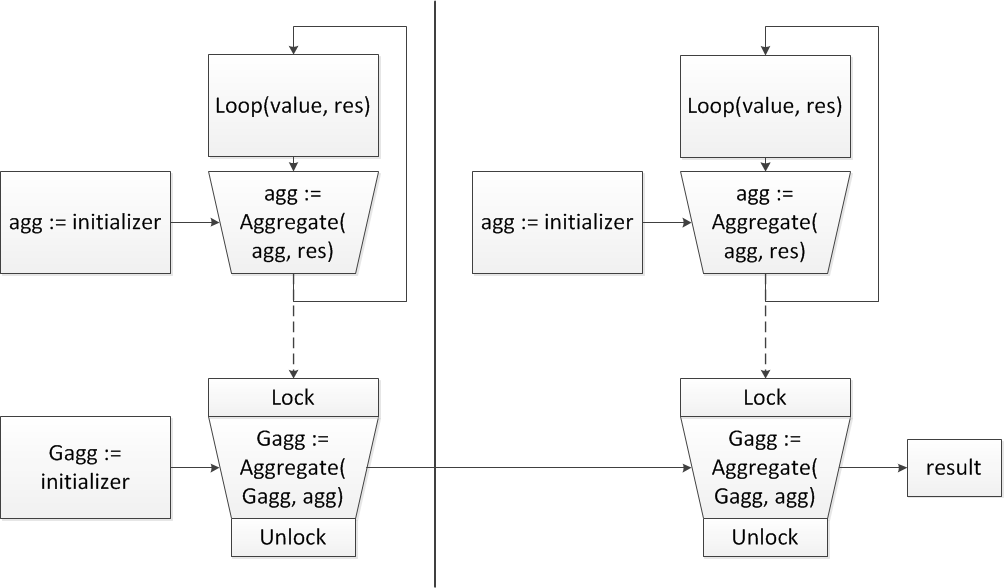 Loop(value, res)
agg := initializer
agg :=
Aggregate(
agg, res)
Lock
Gagg :=
initializer
Gagg :=
Aggregate(
Gagg, agg)
Unlock
Loop(value, res)
agg := initializer
agg :=
Aggregate(
agg, res)
Lock
Gagg :=
Aggregate(
Gagg, agg)
Unlock
result